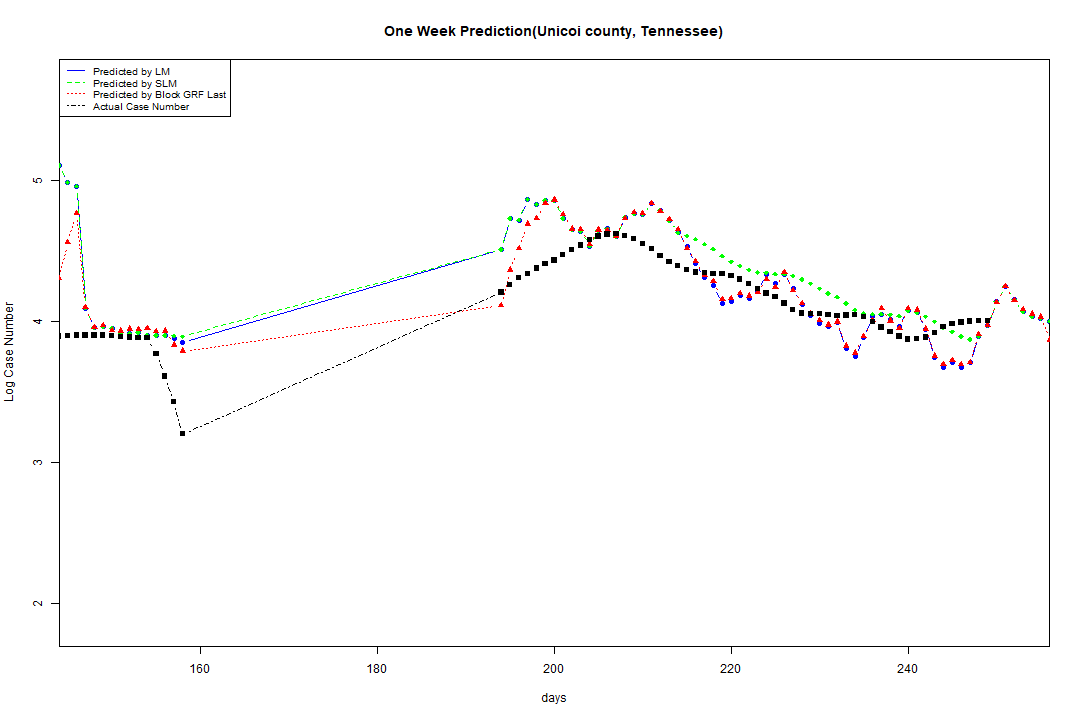 One Week Prediction(Unicoi county, Tennessee)
Predicted by LM
Predicted by SLM
Predicted by Block GRF Last
Actual Case Number
5
4
3
2
Log Case Number
160 180 200 220 240
days